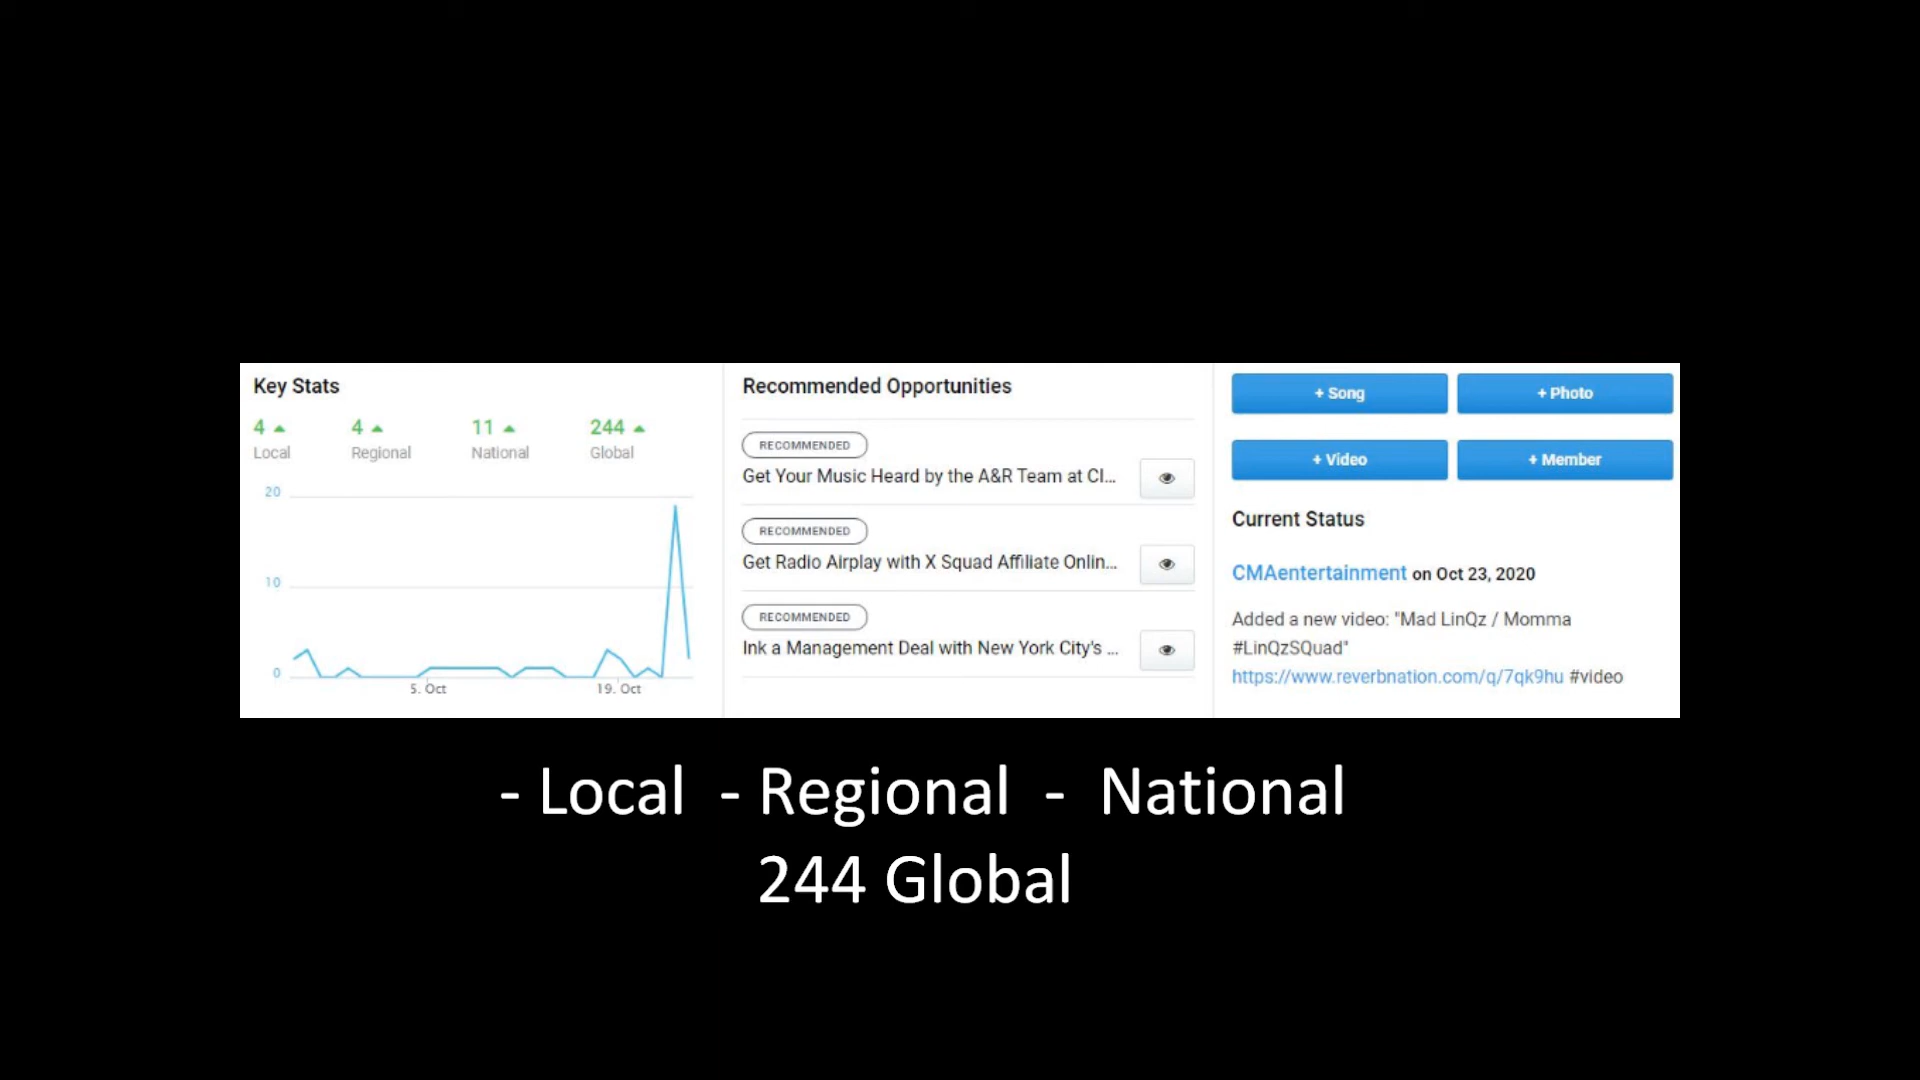 Key Stats
4 4 11 244
Local Regional National Global
20
10
0
5. Oct 19. Oct
Recommended Opportunities
RECOMMENDED
Get Your Music Heard by the A&R Team at Cl...
RECOMMENDED
Get Radio Airplay with X Squad Affiliate Onlin...
RECOMMENDED
Ink a Management Deal with New York City's ...
+ Song + Photo
+ Video + Member
Current Status
CMAentertainment on Oct 23, 2020
Added a new video: "Mad LinQz / Momma
#LinQzSQuad"
https://www.reverbnation.com/q/7qk9hu #video
- Local - Regional - National
244 Global